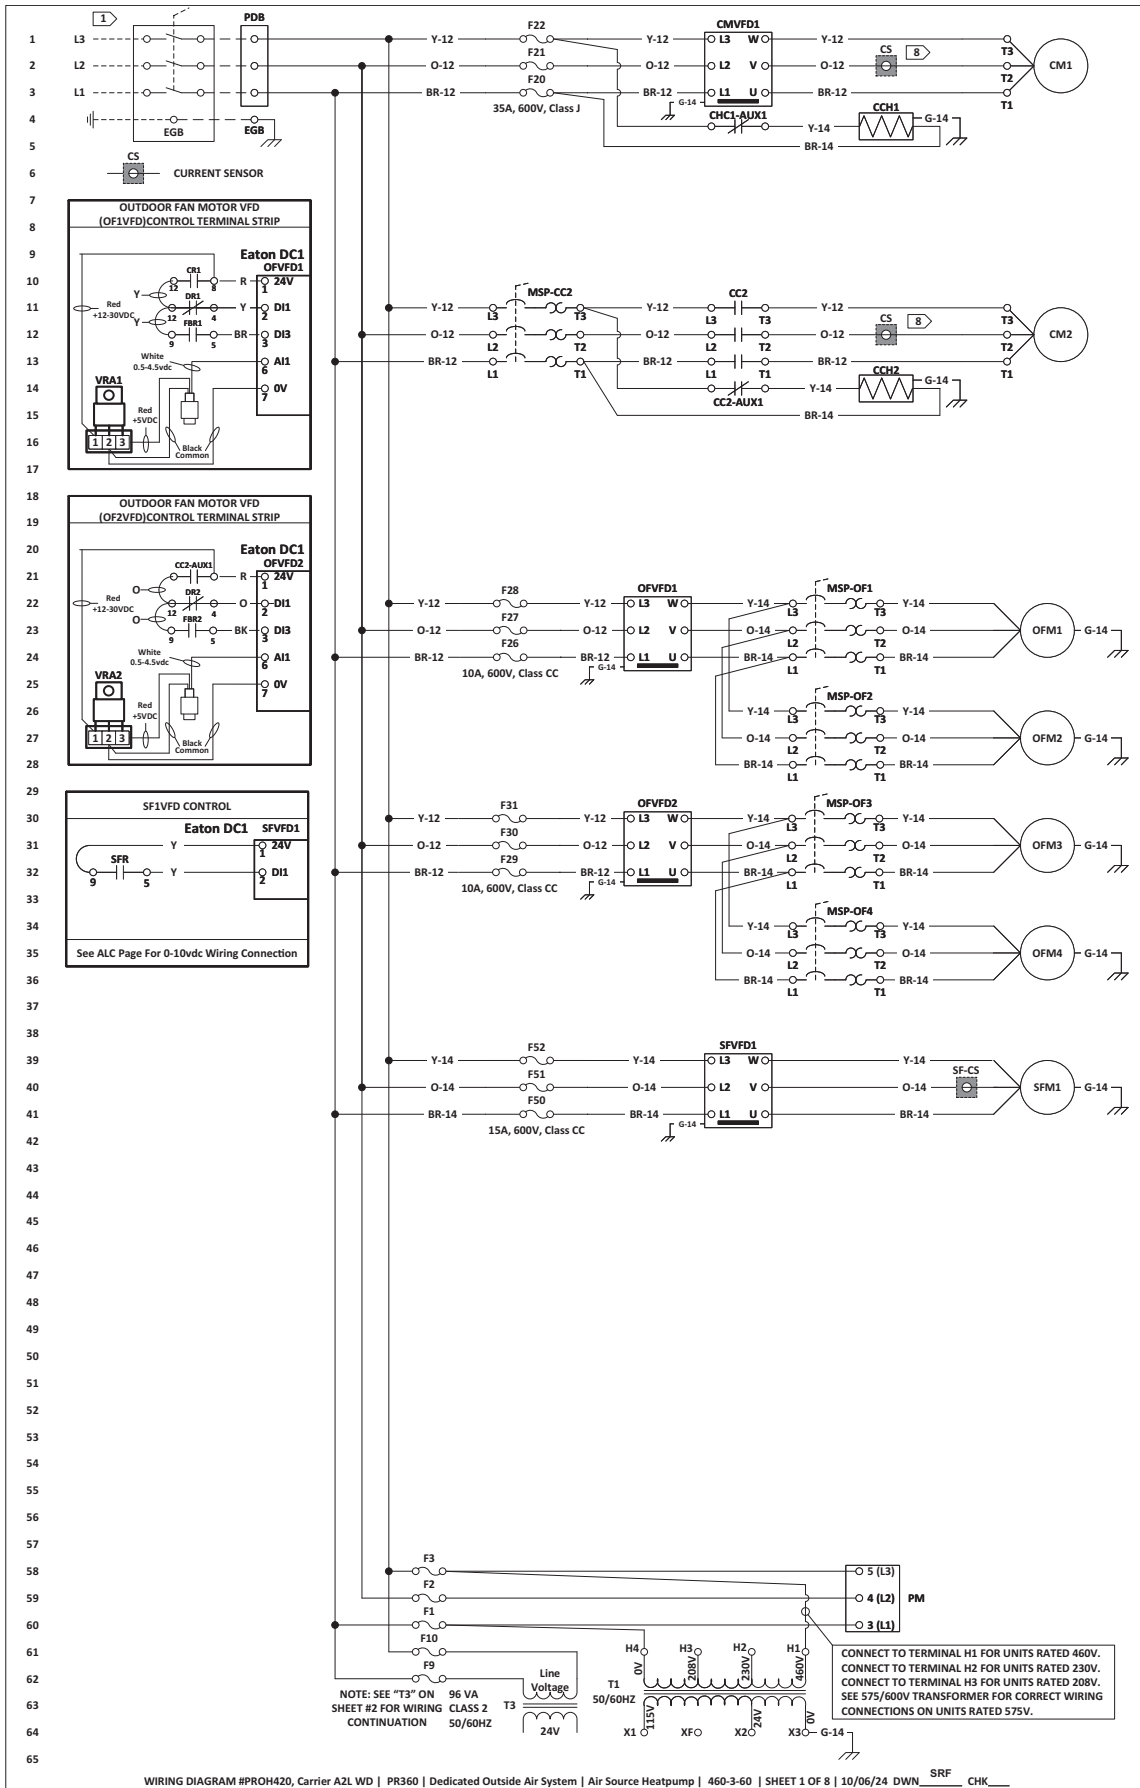 1 L3 1 PDB Y-12 F22 Y-12 CMVFD1 L3 W Y-12 T3
2 L2 O-12 F21 O-12 L2 V O-12 CS 8 T2 CM1
3 L1 BR-12 F20 BR-12 L1 U BR-12 T1
35A, 600V, Class J G-14
4 EGB EGB CHC1-AUX1 Y-14 CCH1 G-14
5 BR-14
6 CS CURRENT SENSOR
7
OUTDOOR FAN MOTOR VFD
8 (OF1VFD)CONTROL TERMINAL STRIP
9 Eaton DC1
OFVFD1
10 CR1 12 8 R 24V 1
Y
Red
+12-30VDC
11 DR1 12 4 Y DI1 2 Y-12 L3 MSP-CC2 T3 Y-12 L3 CC2 T3 Y-12 T3
Y
12 FBR1 9 5 BR DI3 3 O-12 L2 T2 O-12 L2 T2 O-12 CS 8 T2 CM2
13 White
0.5-4.5vdc
AI1 6 BR-12 L1 T1 BR-12 L1 T1 BR-13 T1
14 VRA1 0V 7 CC2-AUX1 Y-14 CCH2 G-14
15 Red
+5VDC
BR-14
16 1 2 3 Black
Common
17
18
OUTDOOR FAN MOTOR VFD
19 (OF2VFD)CONTROL TERMINAL STRIP
20 Eaton DC1
OFVFD2
21 CC2-AUX1 R 24V 1
O
Red
+12-30VDC
22 DR2 12 4 O DI1 2 Y-12 F28 Y-12 OFVFD1 L3 W Y-14 L3 MSP-OF1 T3 Y-14
O
23 FBR2 9 5 BK DI3 3 O-12 F27 O-12 L2 V O-14 L2 T2 O-14 OFM1 G-14
24 White
0.5-4.5vdc
AI1 6 BR-12 F26 BR-12 L1 U BR-14 L1 T1 BR-14
10A, 600V, Class CC G-14
25 VRA2 0V 7
26 Red
+5VDC
Y-14 L3 MSP-OF2 T3 Y-14
27 1 2 3 Black
Common
O-14 L2 T2 O-14 OFM2 G-14
28 BR-14 L1 T1 BR-14
29
30 SF1VFD CONTROL Y-12 F31 Y-12 OFVFD2 L3 W Y-14 L3 MSP-OF3 T3 Y-14
Eaton DC1 SFVFD1
31 Y 24V 1 O-12 F30 O-12 L2 V O-14 L2 T2 O-14 OFM3 G-14
32 9 SFR 5 Y DI1 2 BR-12 F29 BR-12 L1 U BR-14 L1 T1 BR-14
10A, 600V, Class CC G-14
33
34 Y-14 L3 MSP-OF4 T3 Y-14
35 See ALC Page For 0-10vdc Wiring Connection O-14 L2 T2 O-14 OFM4 G-14
36 BR-14 L1 T1 BR-14
37
38
39 Y-14 F52 Y-14 SFVFD1 L3 W Y-14
40 O-14 F51 O-14 L2 V O-14 SF-CS SFM1 G-14
41 BR-14 F50 BR-14 L1 U BR-14
15A, 600V, Class CC G-14
42
43
44
45
46
47
48
49
50
51
52
53
54
55
56
57
58 F3 5 (L3)
59 F2 4 (L2) PM
60 F1 3 (L1)
61 F10 H4 H3 H2 H1
CONNECT TO TERMINAL H1 FOR UNITS RATED 460V.
CONNECT TO TERMINAL H2 FOR UNITS RATED 230V.
CONNECT TO TERMINAL H3 FOR UNITS RATED 208V.
SEE 575/600V TRANSFORMER FOR CORRECT WIRING
CONNECTIONS ON UNITS RATED 575V.
62 F9 Line
Voltage
T1 0V 208V 230V 460V
50/60HZ
63 NOTE: SEE “T3” ON
SHEET #2 FOR WIRING
CONTINUATION
96 VA
CLASS 2
50/60HZ
T3 115V 24V 0V
64 24V X1 XF X2 X3 G-14
65
WIRING DIAGRAM #PROH420, Carrier A2L WD | PR360 | Dedicated Outside Air System | Air Source Heatpump | 460-3-60 | SHEET 1 OF 8 | 10/06/24 DWN SRF CHK